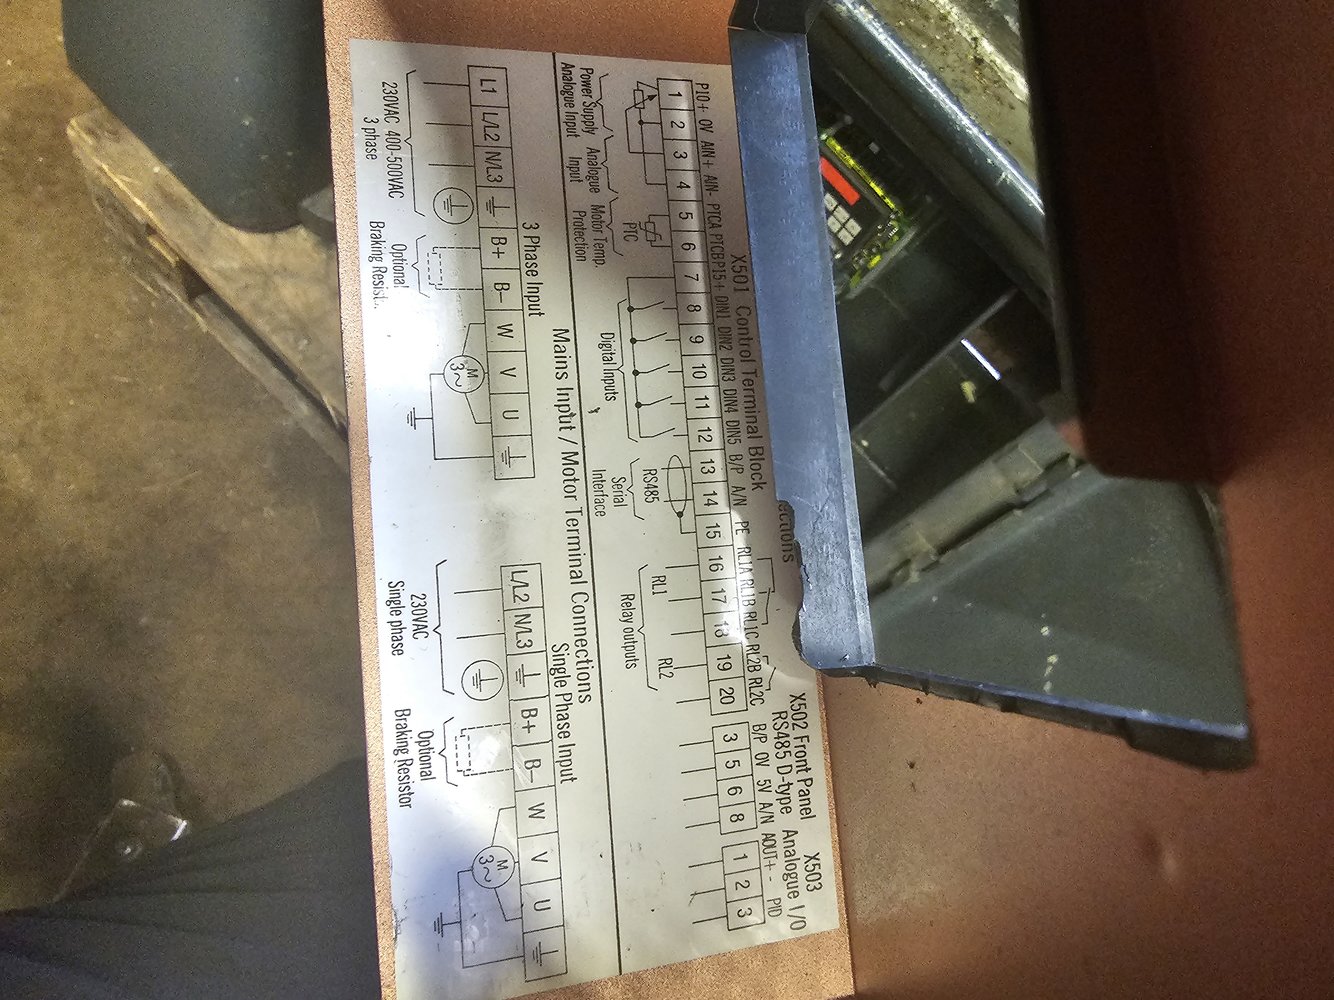 ections
X501 Control Terminal Block
P10+ 0V AIN+ AIN- PTCA PTCB P15+ DIN1 DIN2 DIN3 DIN4 DIN5 B/P A/N PE RL1A RL1B RL1C RL2B RL2C
1 2 3 4 5 6 7 8 9 10 11 12 13 14 15 16 17 18 19 20
PTC
RS485
RL1
RL2
Power Supply
Analogue Input
Analogue
Input
Motor Temp.
Protection
Digital Inputs
Serial
Interface
Relay outputs
X502 Front Panel
RS485 D-type
B/P 0V 5V A/N
3 5 6 8
X503
Analogue I/O
AOUT+ - PID
1 2 3
Mains Input / Motor Terminal Connections
3 Phase Input
L1 L/L2 N/L3 B+ B- W V U
M
3~
230VAC 400-500VAC
3 phase
Optional
Braking Resist
Single Phase Input
L/L2 N/L3 B+ B- W V U
M
3~
230VAC
Single phase
Optional
Braking Resistor